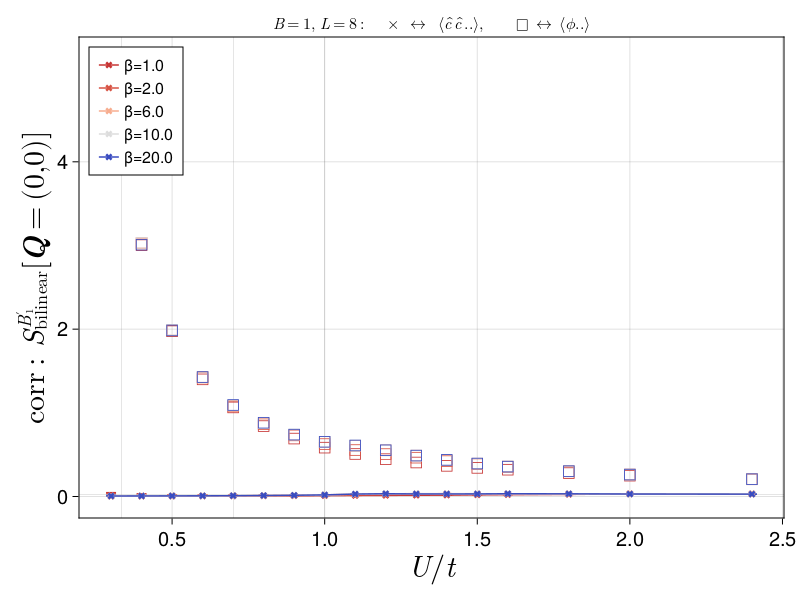 B = 1, L = 8 : × ↔ ⟨ĉ ĉ ..⟩, □ ↔ ⟨ϕ..⟩
β=1.0
β=2.0
β=6.0
β=10.0
β=20.0
corr : S^{B_1^′}_{bilinear}[Q = (0,0)]
4
2
0
0.5 1.0 1.5 2.0 2.5
U/t